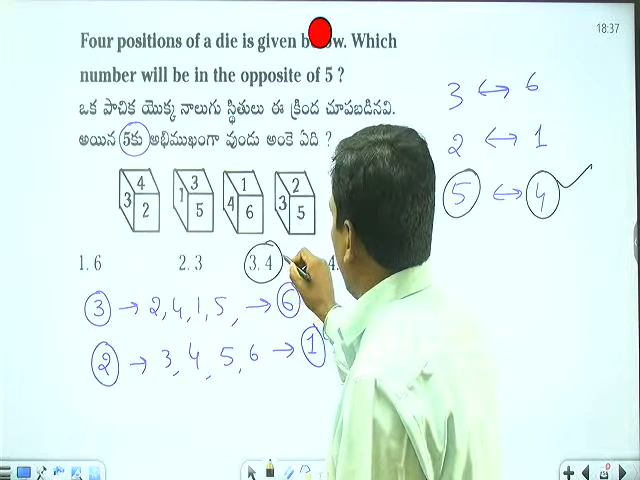 18:37
Four positions of a die is given b w. Which
number will be in the opposite of 5 ?
ఒక పాచిక యొక్క నాలుగు స్థితులు ఈ క్రింద చూపబడినవి.
అయిన 5కు అభిముఖంగా వుండు అంకె ఏది ?
3 ↔ 6
2 ↔ 1
5 ↔ 4
4 3 2
3 1 5
1 4 6
2 3 5
1. 6 2. 3 3. 4 4.
3 → 2, 4, 1, 5, → 6
2 → 3, 4, 5, 6 → 1